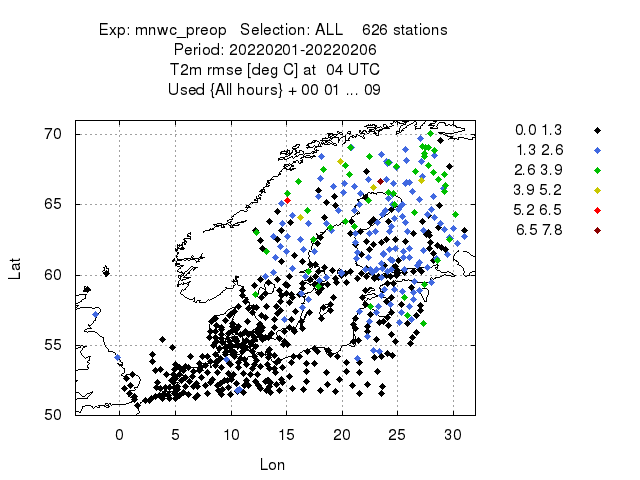 Exp: mnwc_preop Selection: ALL 626 stations
Period: 20220201-20220206
T2m rmse [deg C] at 04 UTC
Used {All hours} + 00 01 ... 09
70
65
60
55
50
0 5 10 15 20 25 30
Lat
Lon
0.0 1.3
1.3 2.6
2.6 3.9
3.9 5.2
5.2 6.5
6.5 7.8